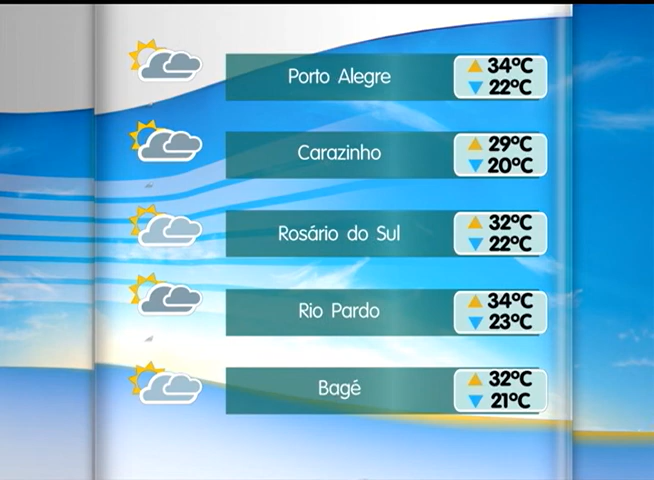 Porto Alegre
34ºC
22ºC
Carazinho
29ºC
20ºC
Rosário do Sul
32ºC
22ºC
Rio Pardo
34ºC
23ºC
Bagé
32ºC
21ºC